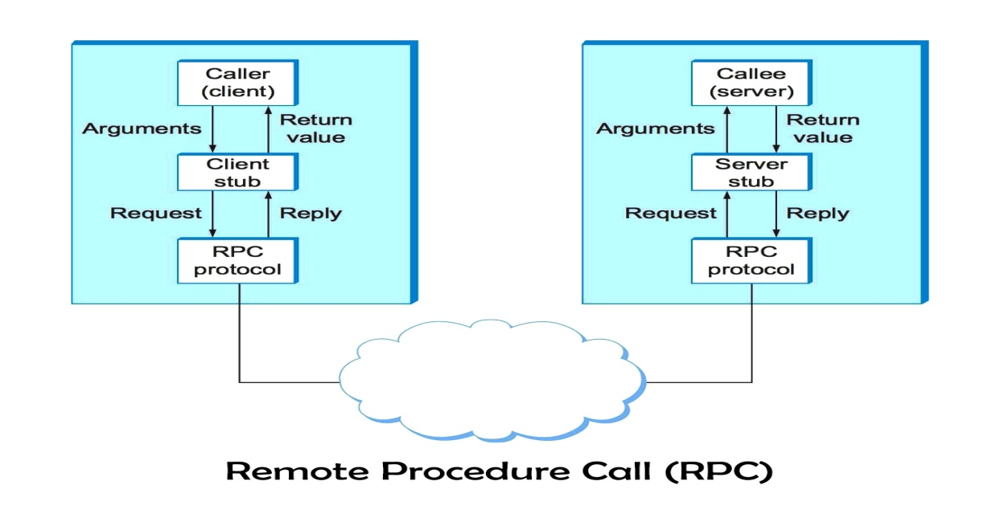 Caller
(client)
Arguments
Return
value
Client
stub
Request
Reply
RPC
protocol
Callee
(server)
Arguments
Return
value
Server
stub
Request
Reply
RPC
protocol
Remote Procedure Call (RPC)